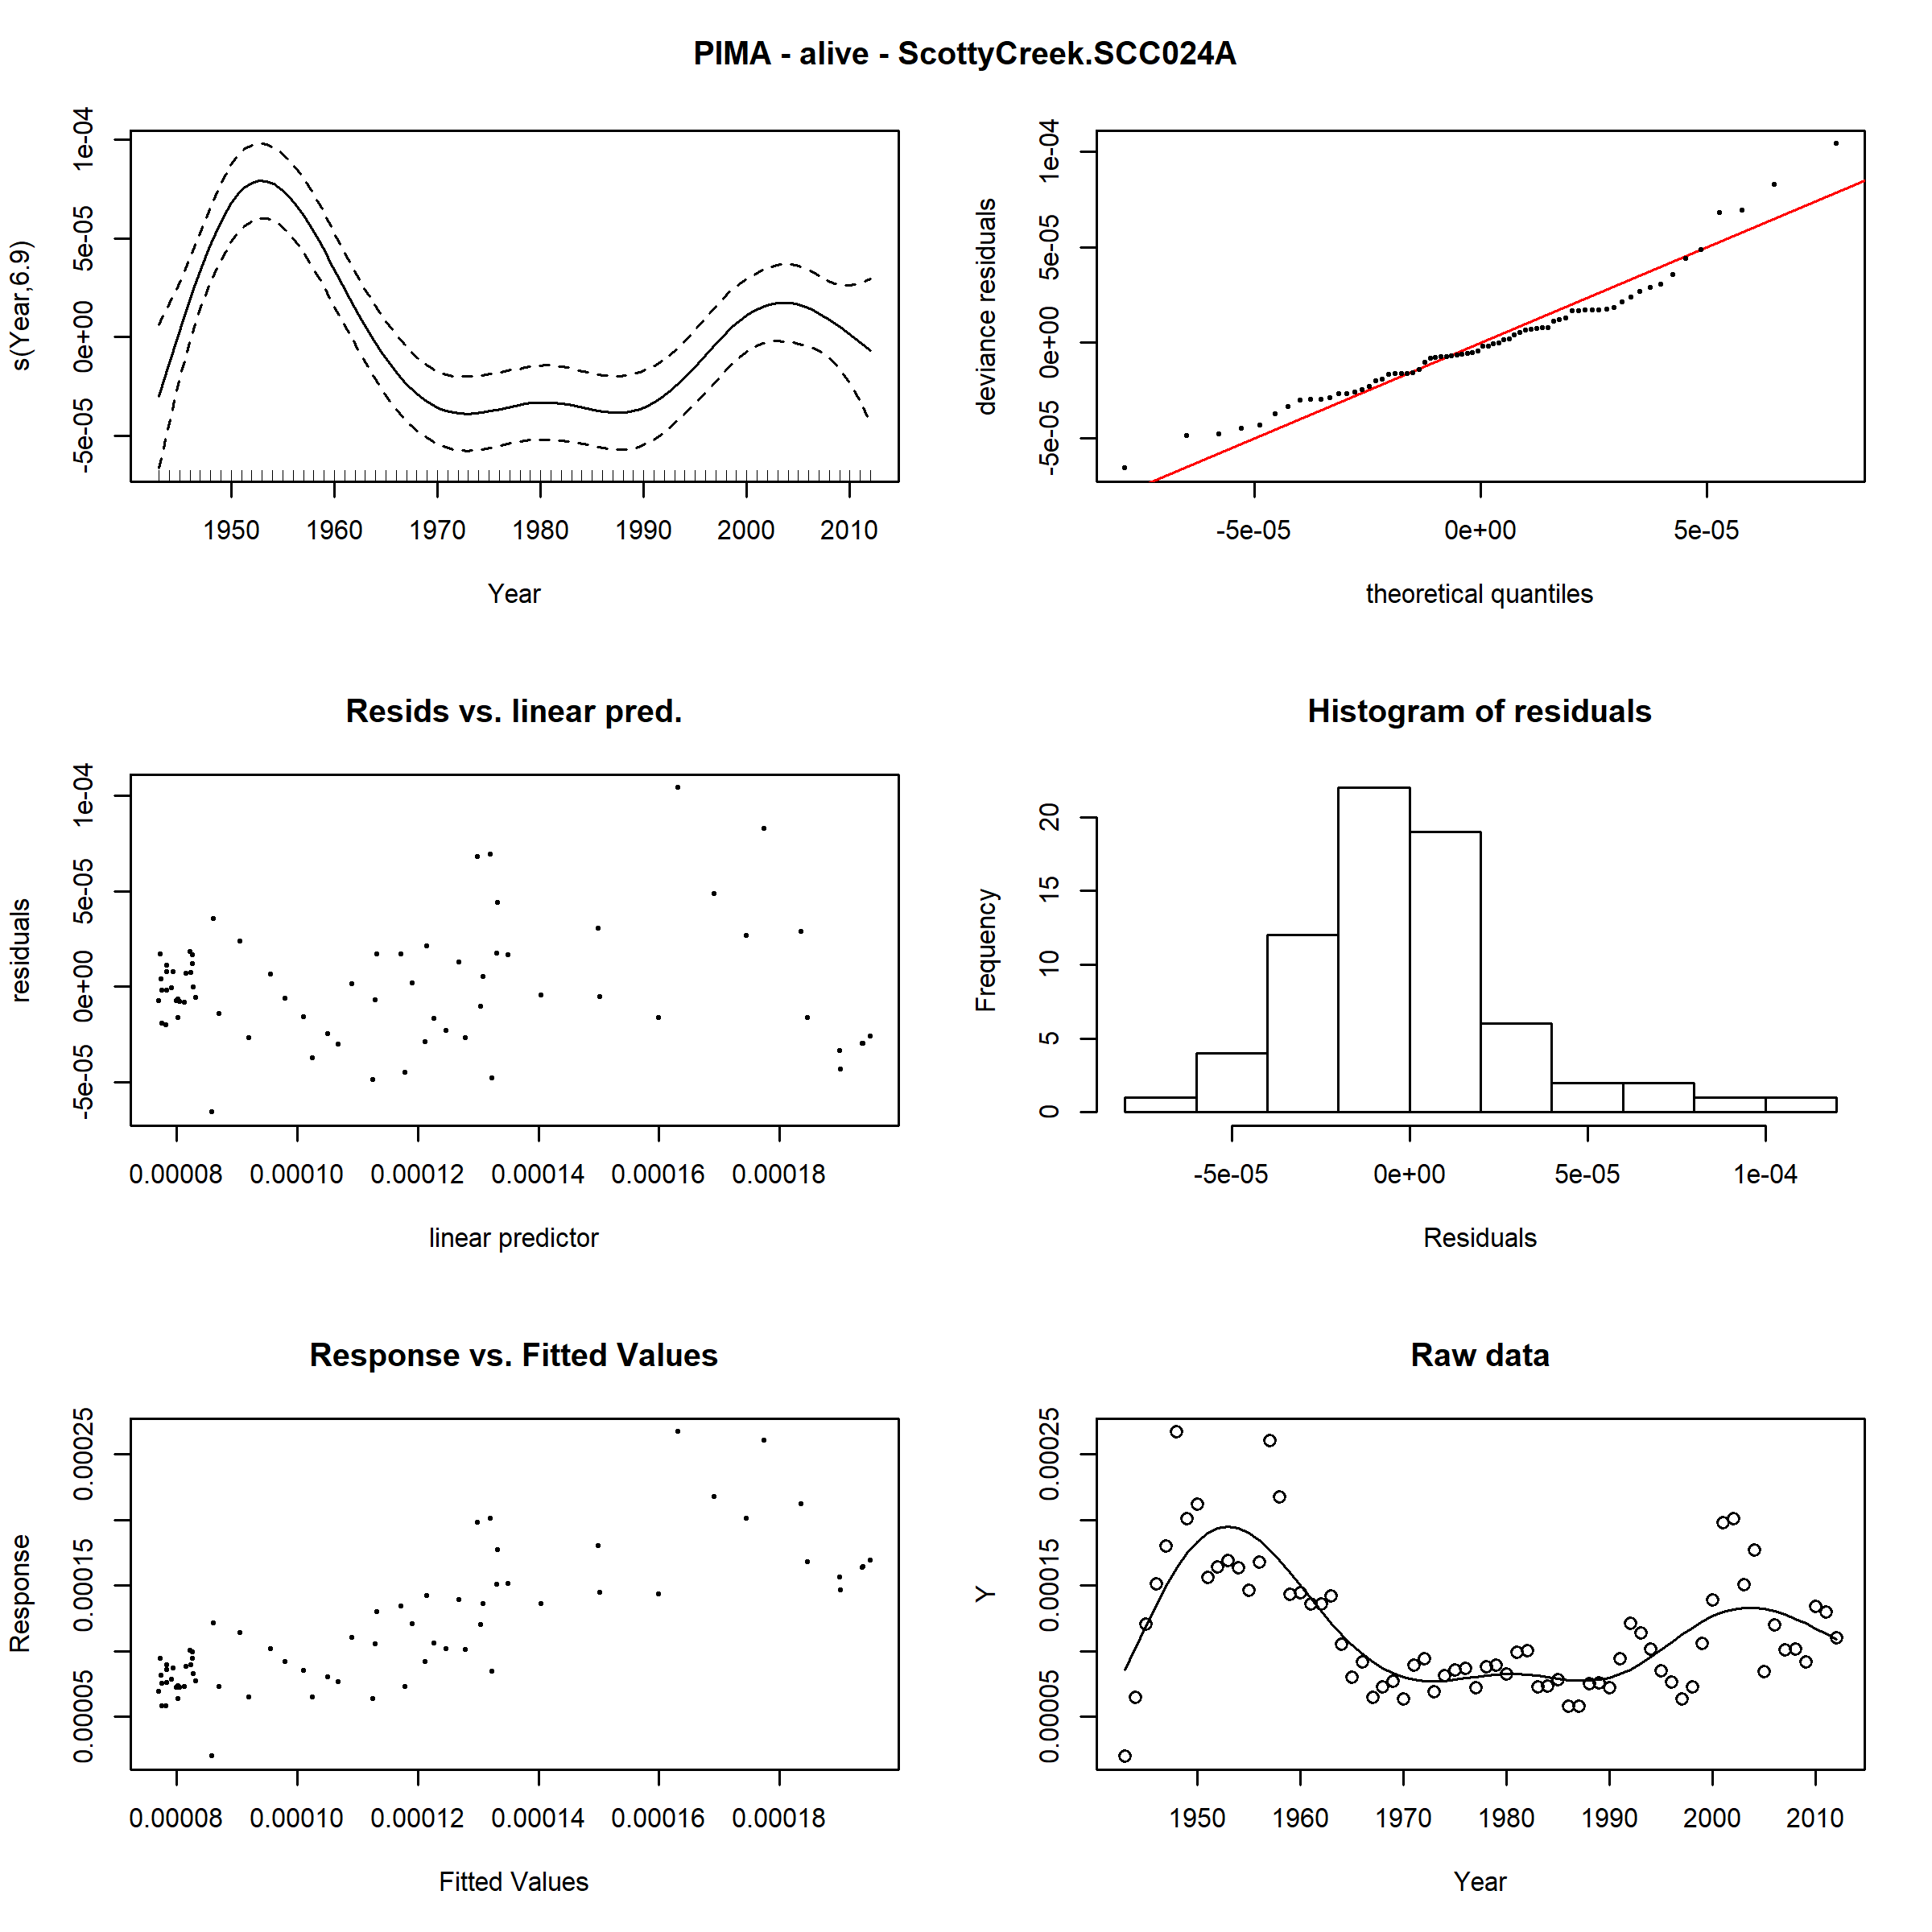 PIMA - alive - ScottyCreek.SCC024A
s(Year,6.9)
-5e-05 0e+00 5e-05 1e-04
1950 1960 1970 1980 1990 2000 2010
Year
deviance residuals
-5e-05 0e+00 5e-05 1e-04
-5e-05 0e+00 5e-05
theoretical quantiles
Resids vs. linear pred.
residuals
-5e-05 0e+00 5e-05 1e-04
0.00008 0.00010 0.00012 0.00014 0.00016 0.00018
linear predictor
Histogram of residuals
Frequency
0 5 10 15 20
-5e-05 0e+00 5e-05 1e-04
Residuals
Response vs. Fitted Values
Response
0.00005 0.00015 0.00025
0.00008 0.00010 0.00012 0.00014 0.00016 0.00018
Fitted Values
Raw data
Y
0.00005 0.00015 0.00025
1950 1960 1970 1980 1990 2000 2010
Year